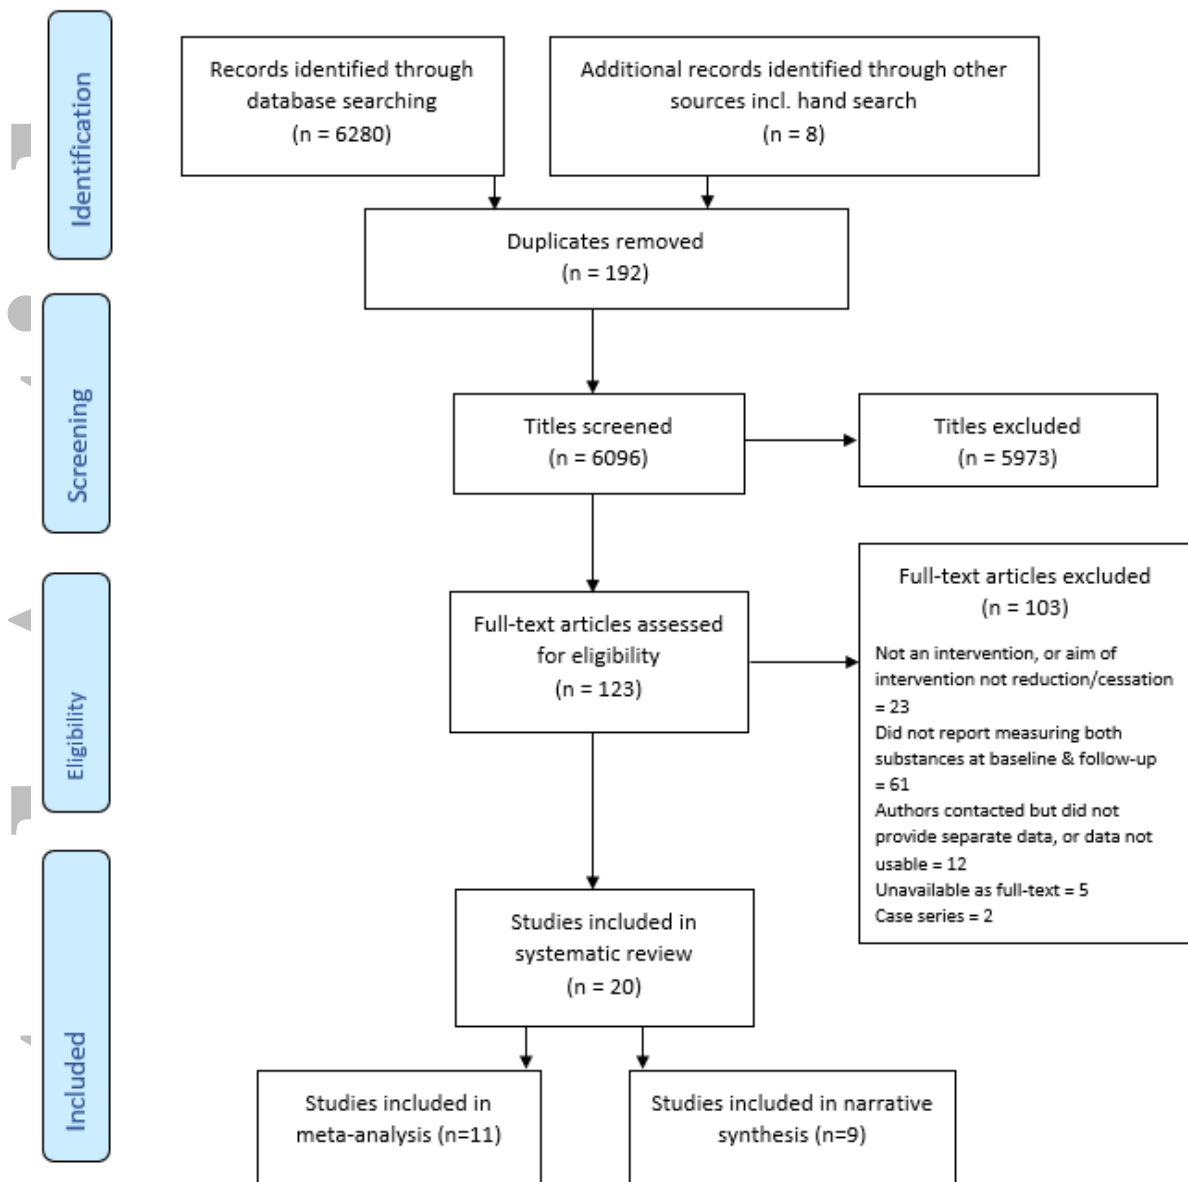 Identification
Records identified through
database searching
(n = 6280)
Additional records identified through other
sources incl. hand search
(n = 8)
Duplicates removed
(n = 192)
Screening
Titles screened
(n = 6096)
Titles excluded
(n = 5973)
Eligibility
Full-text articles assessed
for eligibility
(n = 123)
Full-text articles excluded
(n = 103)
Not an intervention, or aim of
intervention not reduction/cessation
= 23
Did not report measuring both
substances at baseline & follow-up
= 61
Authors contacted but did not
provide separate data, or data not
usable = 12
Unavailable as full-text = 5
Case series = 2
Included
Studies included in
systematic review
(n = 20)
Studies included in
meta-analysis (n=11)
Studies included in narrative
synthesis (n=9)